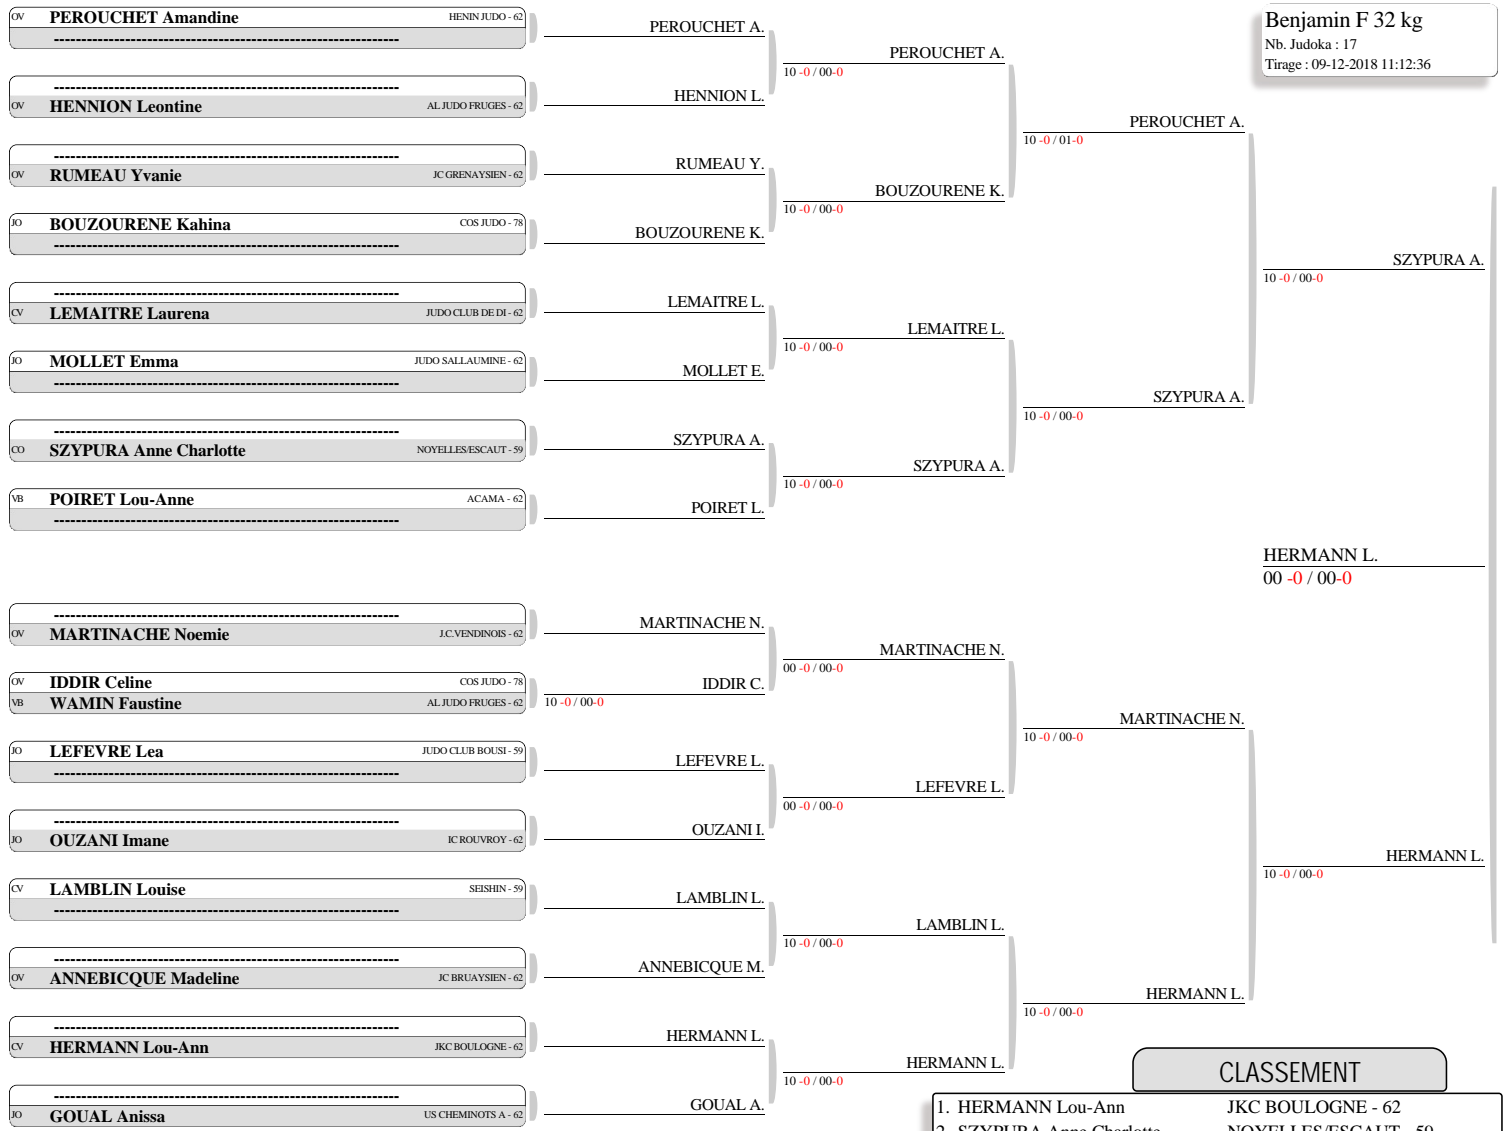 Benjamin F 32 kg
Nb. Judoka : 17
Tirage : 09-12-2018 11:12:36
OV PEROUCHET Amandine HENIN JUDO - 62
----------------------------------------------------------------
----------------------------------------------------------------
OV HENNION Leontine AL JUDO FRUGES - 62
----------------------------------------------------------------
OV RUMEAU Yvanie JC GRENAYSIEN - 62
JO BOUZOURENE Kahina COS JUDO - 78
----------------------------------------------------------------
----------------------------------------------------------------
CV LEMAITRE Laurena JUDO CLUB DE DI - 62
JO MOLLET Emma JUDO SALLAUMINE - 62
----------------------------------------------------------------
----------------------------------------------------------------
CO SZYPURA Anne Charlotte NOYELLES/ESCAUT - 59
VB POIRET Lou-Anne ACAMA - 62
----------------------------------------------------------------
----------------------------------------------------------------
OV MARTINACHE Noemie J.C.VENDINOIS - 62
OV IDDIR Celine COS JUDO - 78
VB WAMIN Faustine AL JUDO FRUGES - 62
JO LEFEVRE Lea JUDO CLUB BOUSI - 59
----------------------------------------------------------------
----------------------------------------------------------------
JO OUZANI Imane IC ROUVROY - 62
CV LAMBLIN Louise SEISHIN - 59
----------------------------------------------------------------
----------------------------------------------------------------
OV ANNEBICQUE Madeline JC BRUAYSIEN - 62
----------------------------------------------------------------
CV HERMANN Lou-Ann JKC BOULOGNE - 62
----------------------------------------------------------------
JO GOUAL Anissa US CHEMINOTS A - 62
PEROUCHET A.
HENNION L.
RUMEAU Y.
BOUZOURENE K.
LEMAITRE L.
MOLLET E.
SZYPURA A.
POIRET L.
MARTINACHE N.
IDDIR C.
10 -0 / 00-0
LEFEVRE L.
OUZANI I.
LAMBLIN L.
ANNEBICQUE M.
HERMANN L.
GOUAL A.
PEROUCHET A.
10 -0 / 00-0
BOUZOURENE K.
10 -0 / 00-0
LEMAITRE L.
10 -0 / 00-0
SZYPURA A.
10 -0 / 00-0
MARTINACHE N.
00 -0 / 00-0
LEFEVRE L.
00 -0 / 00-0
LAMBLIN L.
10 -0 / 00-0
HERMANN L.
10 -0 / 00-0
PEROUCHET A.
10 -0 / 01-0
SZYPURA A.
10 -0 / 00-0
MARTINACHE N.
10 -0 / 00-0
HERMANN L.
10 -0 / 00-0
SZYPURA A.
10 -0 / 00-0
HERMANN L.
00 -0 / 00-0
HERMANN L.
10 -0 / 00-0
CLASSEMENT
1. HERMANN Lou-Ann JKC BOULOGNE - 62
2. SZYPURA Anne Charlotte NOYELLES/ESCAUT - 59